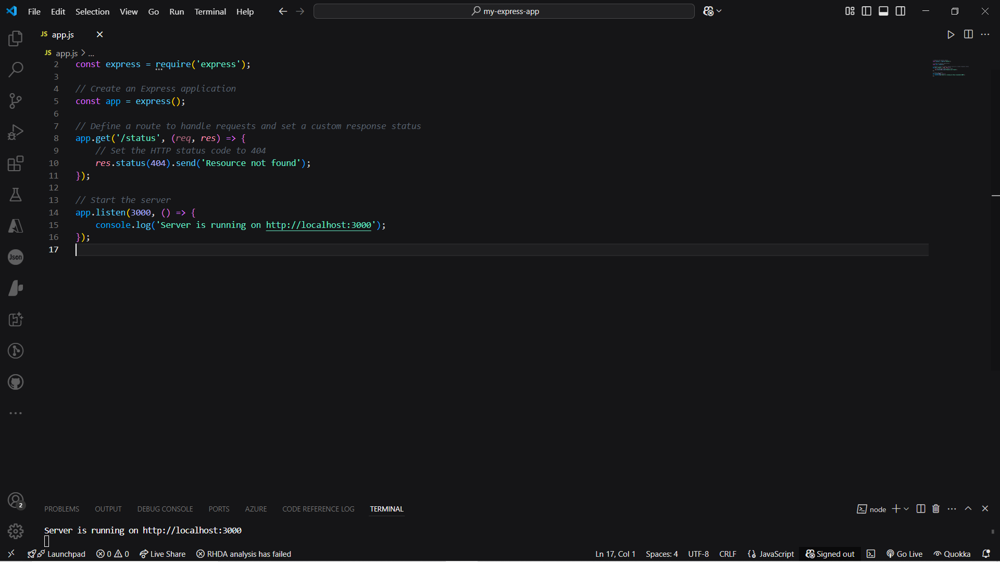 File Edit Selection View Go Run Terminal Help my-express-app
JS app.js
JS app.js > ...
2 const express = require('express');
3
4 // Create an Express application
5 const app = express();
6
7 // Define a route to handle requests and set a custom response status
8 app.get('/status', (req, res) => {
9 // Set the HTTP status code to 404
10 res.status(404).send('Resource not found');
11 });
12
13 // Start the server
14 app.listen(3000, () => {
15 console.log('Server is running on http://localhost:3000');
16 });
17
Json
2
PROBLEMS OUTPUT DEBUG CONSOLE PORTS AZURE CODE REFERENCE LOG TERMINAL node
Server is running on http://localhost:3000
Launchpad 0 0 Live Share RHDA analysis has failed Ln 17, Col 1 Spaces: 4 UTF-8 CRLF JavaScript Signed out Go Live Quokka